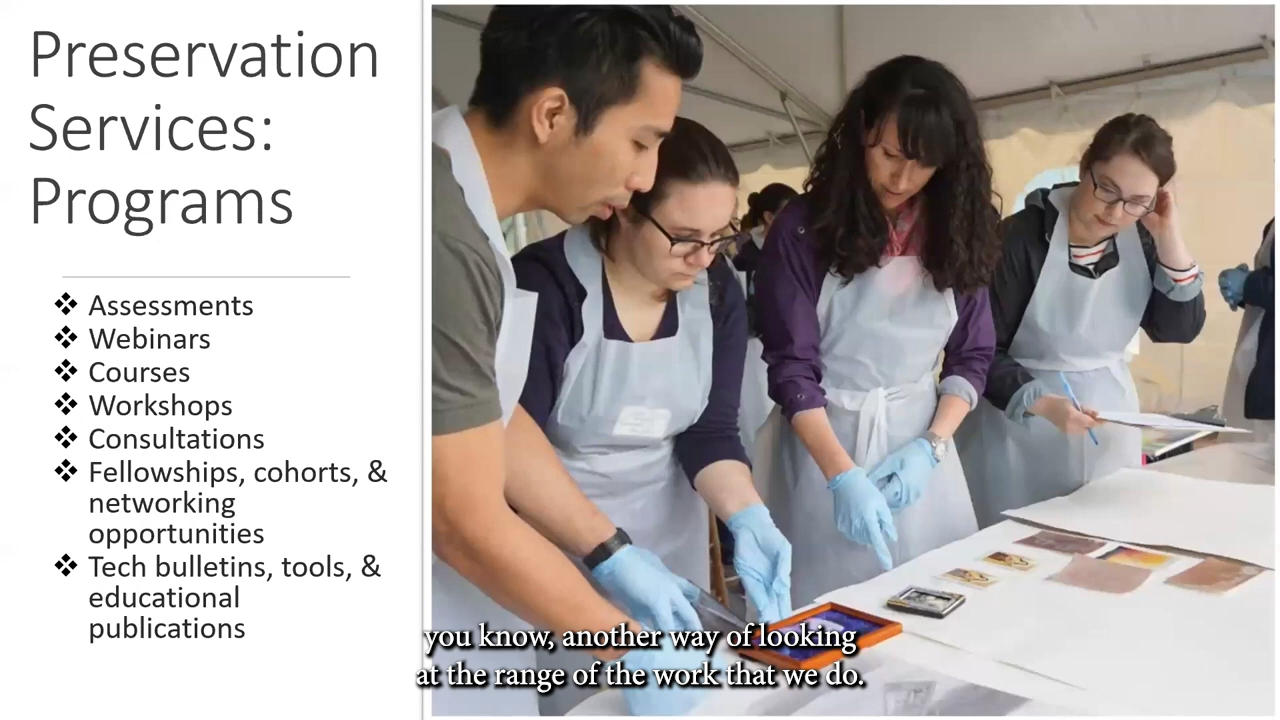 Preservation
Services:
Programs
❖ Assessments
❖ Webinars
❖ Courses
❖ Workshops
❖ Consultations
❖ Fellowships, cohorts, &
networking
opportunities
❖ Tech bulletins, tools, &
educational
publications
you know, another way of looking
at the range of the work that we do.